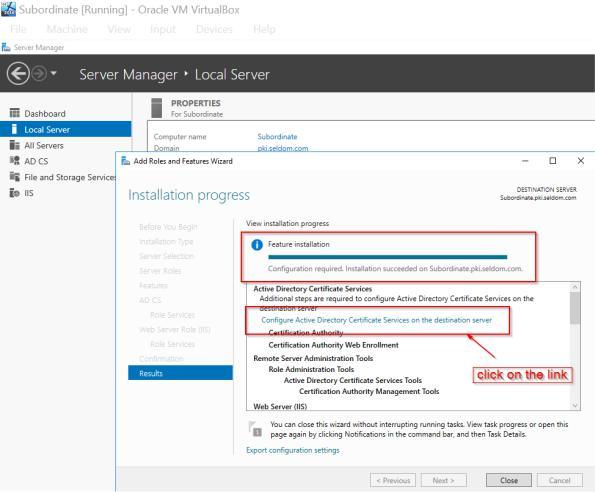 Subordinate [Running] - Oracle VM VirtualBox
File Machine View Input Devices Help
Server Manager
Server Manager ‣ Local Server
Dashboard
Local Server
All Servers
AD CS
File and Storage Services
IIS
PROPERTIES
For Subordinate
Computer name Subordinate
Domain pki.seldom.com
Add Roles and Features Wizard
Installation progress
DESTINATION SERVER
Subordinate.pki.seldom.com
Before You Begin
Installation Type
Server Selection
Server Roles
Features
AD CS
Role Services
Web Server Role (IIS)
Role Services
Confirmation
Results
View installation progress
Feature installation
Configuration required. Installation succeeded on Subordinate.pki.seldom.com.
Active Directory Certificate Services
Additional steps are required to configure Active Directory Certificate Services on the
destination server
Configure Active Directory Certificate Services on the destination server
Certification Authority
Certification Authority Web Enrollment
Remote Server Administration Tools
Role Administration Tools
Active Directory Certificate Services Tools
Certification Authority Management Tools
Web Server (IIS)
click on the link
1
You can close this wizard without interrupting running tasks. View task progress or open this
page again by clicking Notifications in the command bar, and then Task Details.
Export configuration settings
< Previous Next > Close Cancel